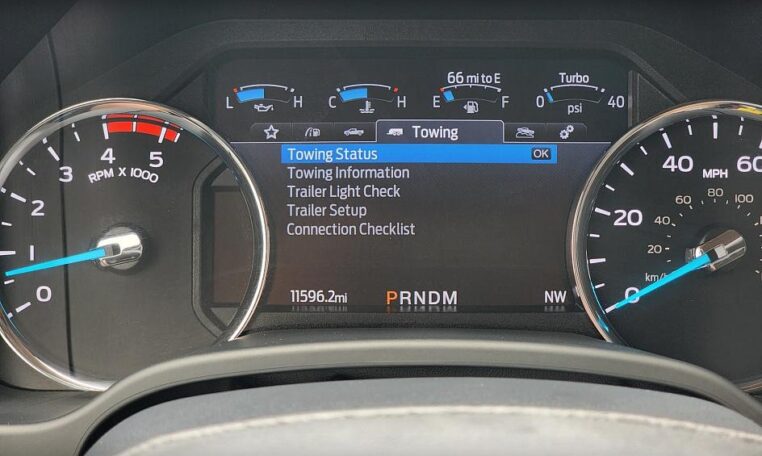 66 mi to E
Turbo
L H
C H
E F
0 psi 40
Towing
Towing Status OK
Towing Information
Trailer Light Check
Trailer Setup
Connection Checklist
11596.2mi
PRNDM
NW
0
1
2
3
4
5
RPM X 1000
0
20
40
60
MPH
20
40
60
80
100